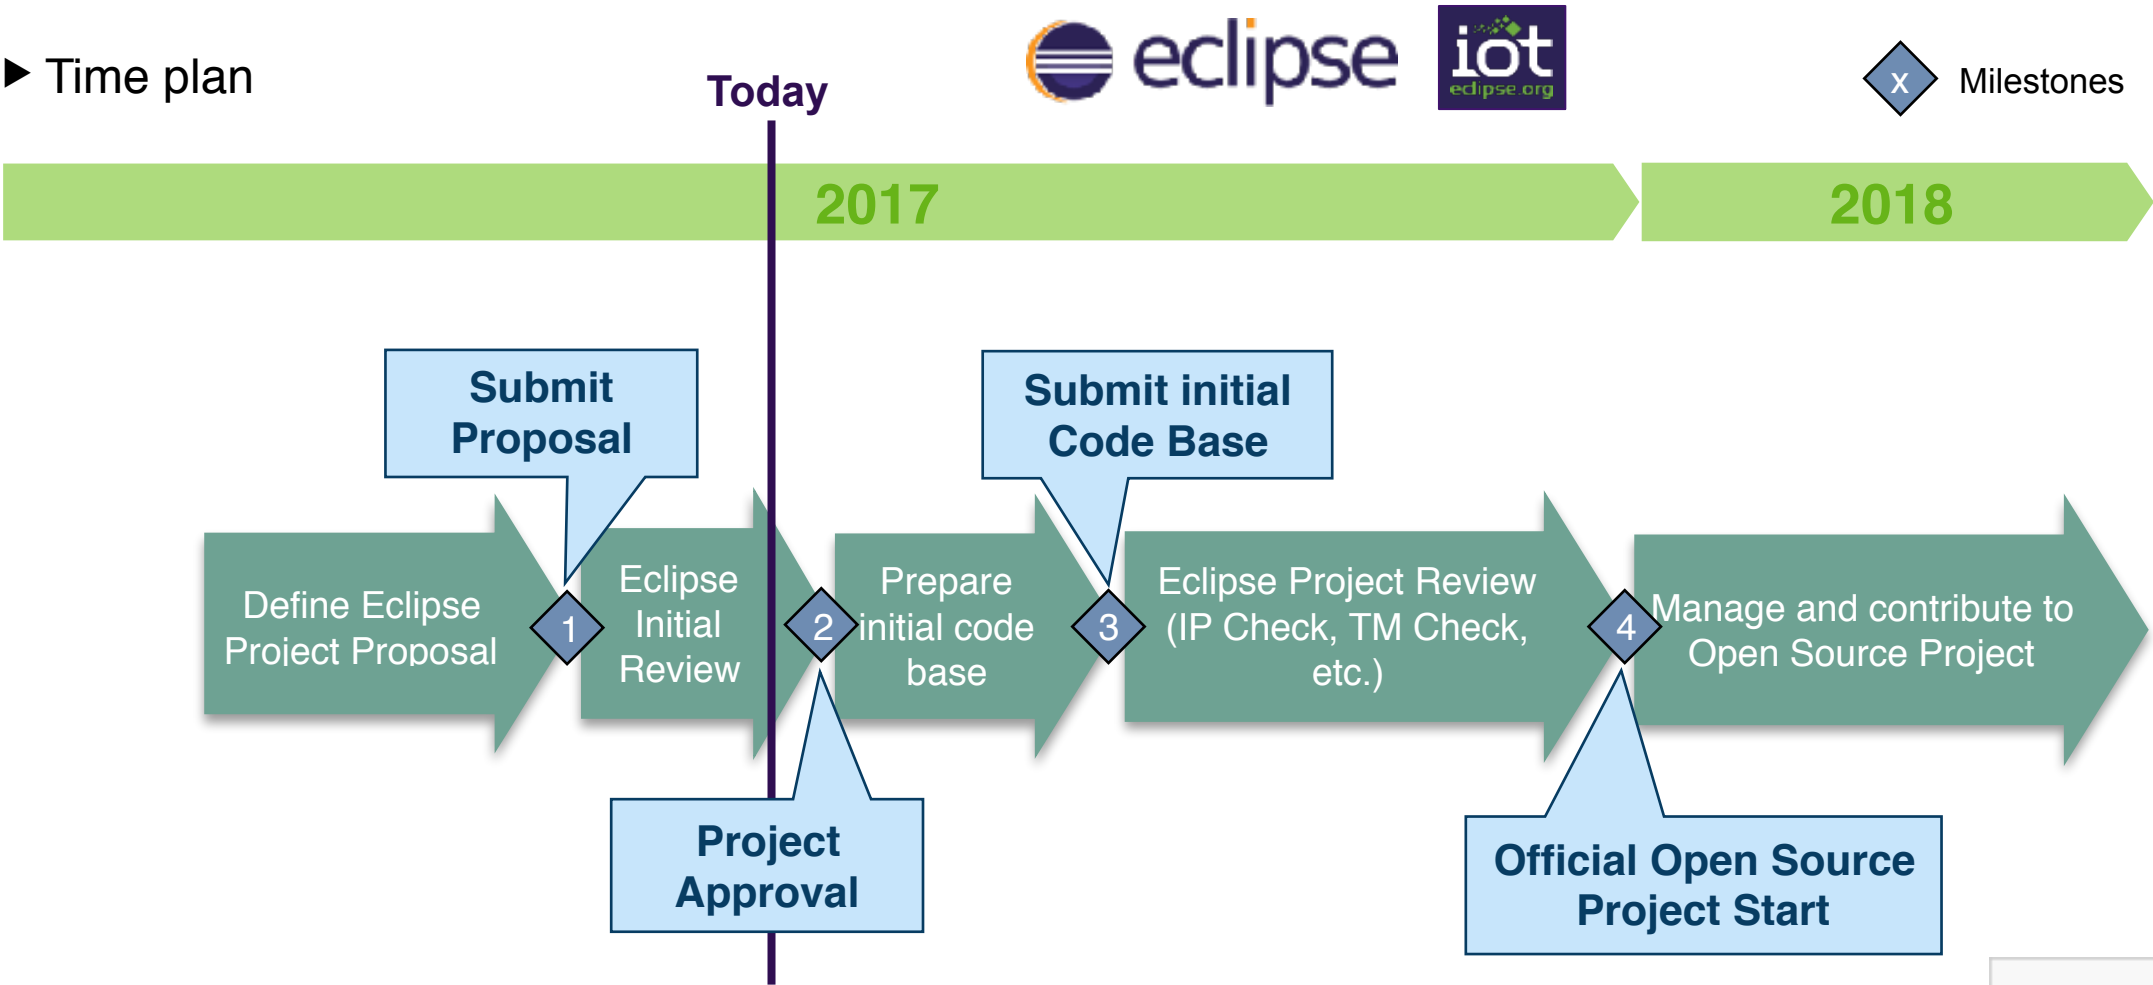 Time plan
Today
eclipse
iot
eclipse.org
x
Milestones
2017
2018
Submit
Proposal
Submit initial
Code Base
Define Eclipse
Project Proposal
1
Eclipse
Initial
Review
2
Prepare
initial code
base
3
Eclipse Project Review
(IP Check, TM Check,
etc.)
4
Manage and contribute to
Open Source Project
Project
Approval
Official Open Source
Project Start